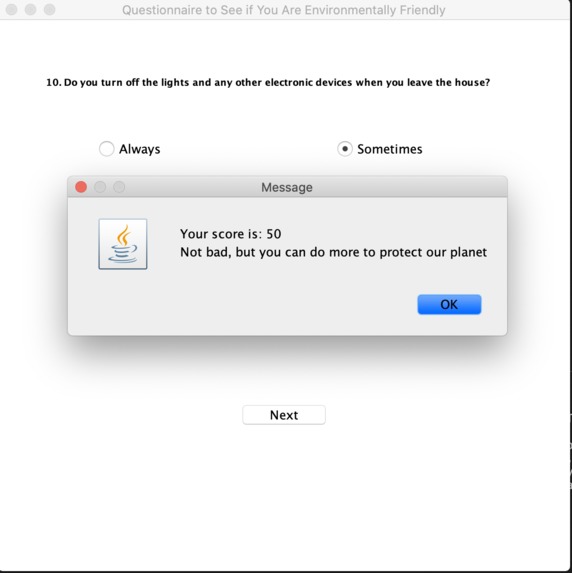 Questionnaire to See if You Are Environmentally Friendly
10. Do you turn off the lights and any other electronic devices when you leave the house?
Always
Sometimes
Message
Your score is: 50
Not bad, but you can do more to protect our planet
OK
Next